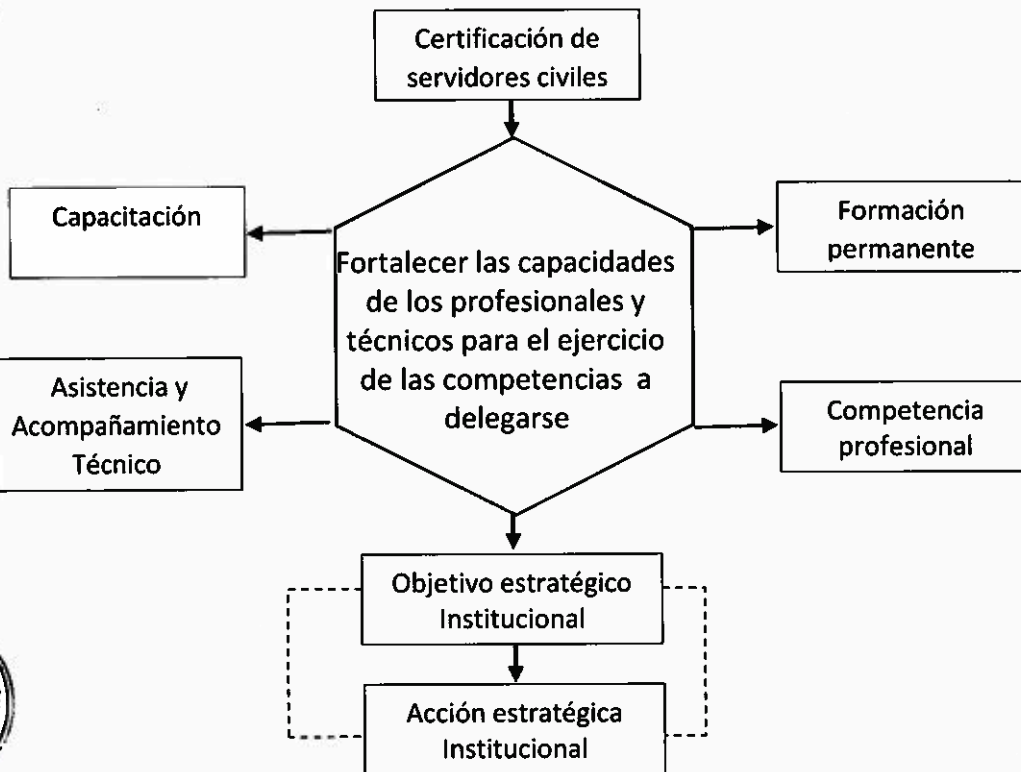 Certificación de
servidores civiles
Capacitación
Formación
permanente
Fortalecer las capacidades
de los profesionales y
técnicos para el ejercicio
de las competencias a
delegarse
Asistencia y
Acompañamiento
Técnico
Competencia
profesional
Objetivo estratégico
Institucional
Acción estratégica
Institucional